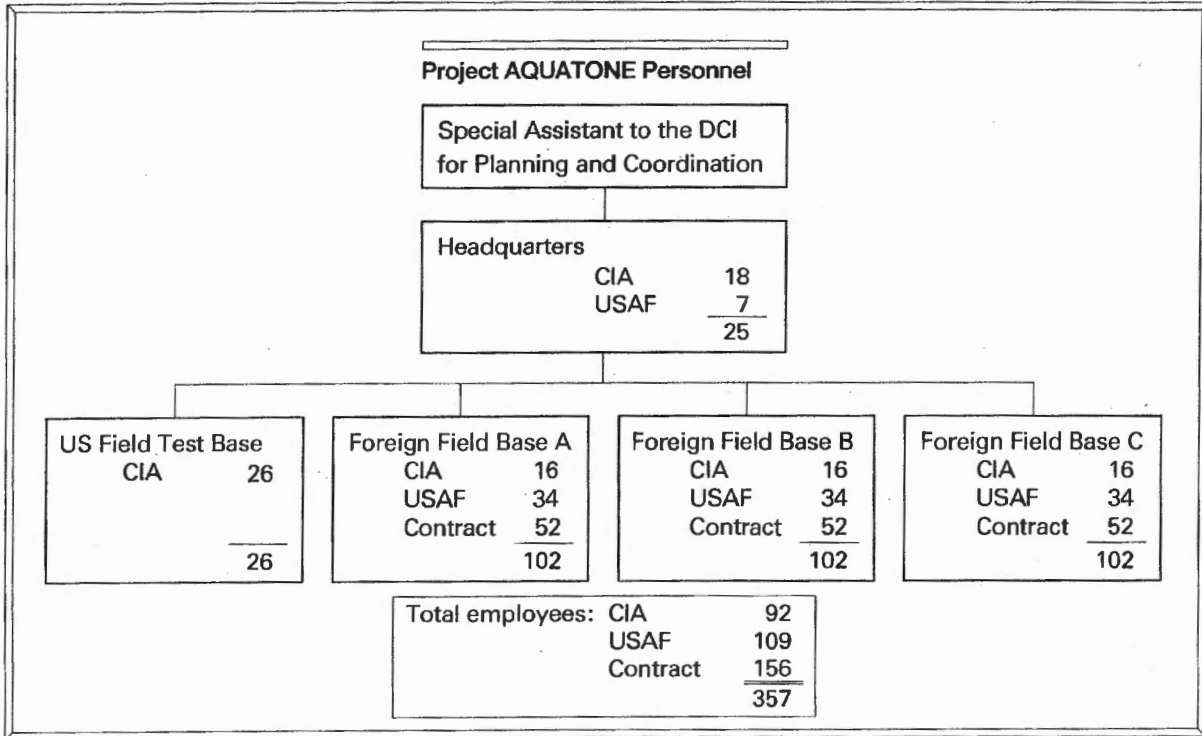 Project AQUATONE Personnel
Special Assistant to the DCI
for Planning and Coordination
Headquarters
CIA 18
USAF 7
25
US Field Test Base
CIA 26
26
Foreign Field Base A
CIA 16
USAF 34
Contract 52
102
Foreign Field Base B
CIA 16
USAF 34
Contract 52
102
Foreign Field Base C
CIA 16
USAF 34
Contract 52
102
Total employees: CIA 92
USAF 109
Contract 156
357